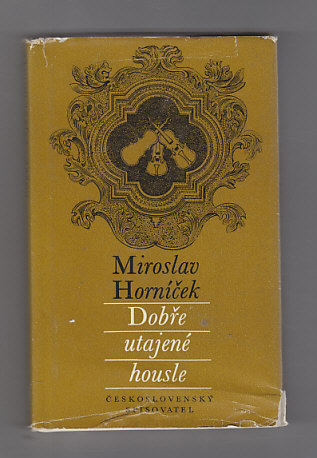 Miroslav
Horníček
Dobře
utajené
housle
ČESKOSLOVENSKÝ
SPISOVATEL